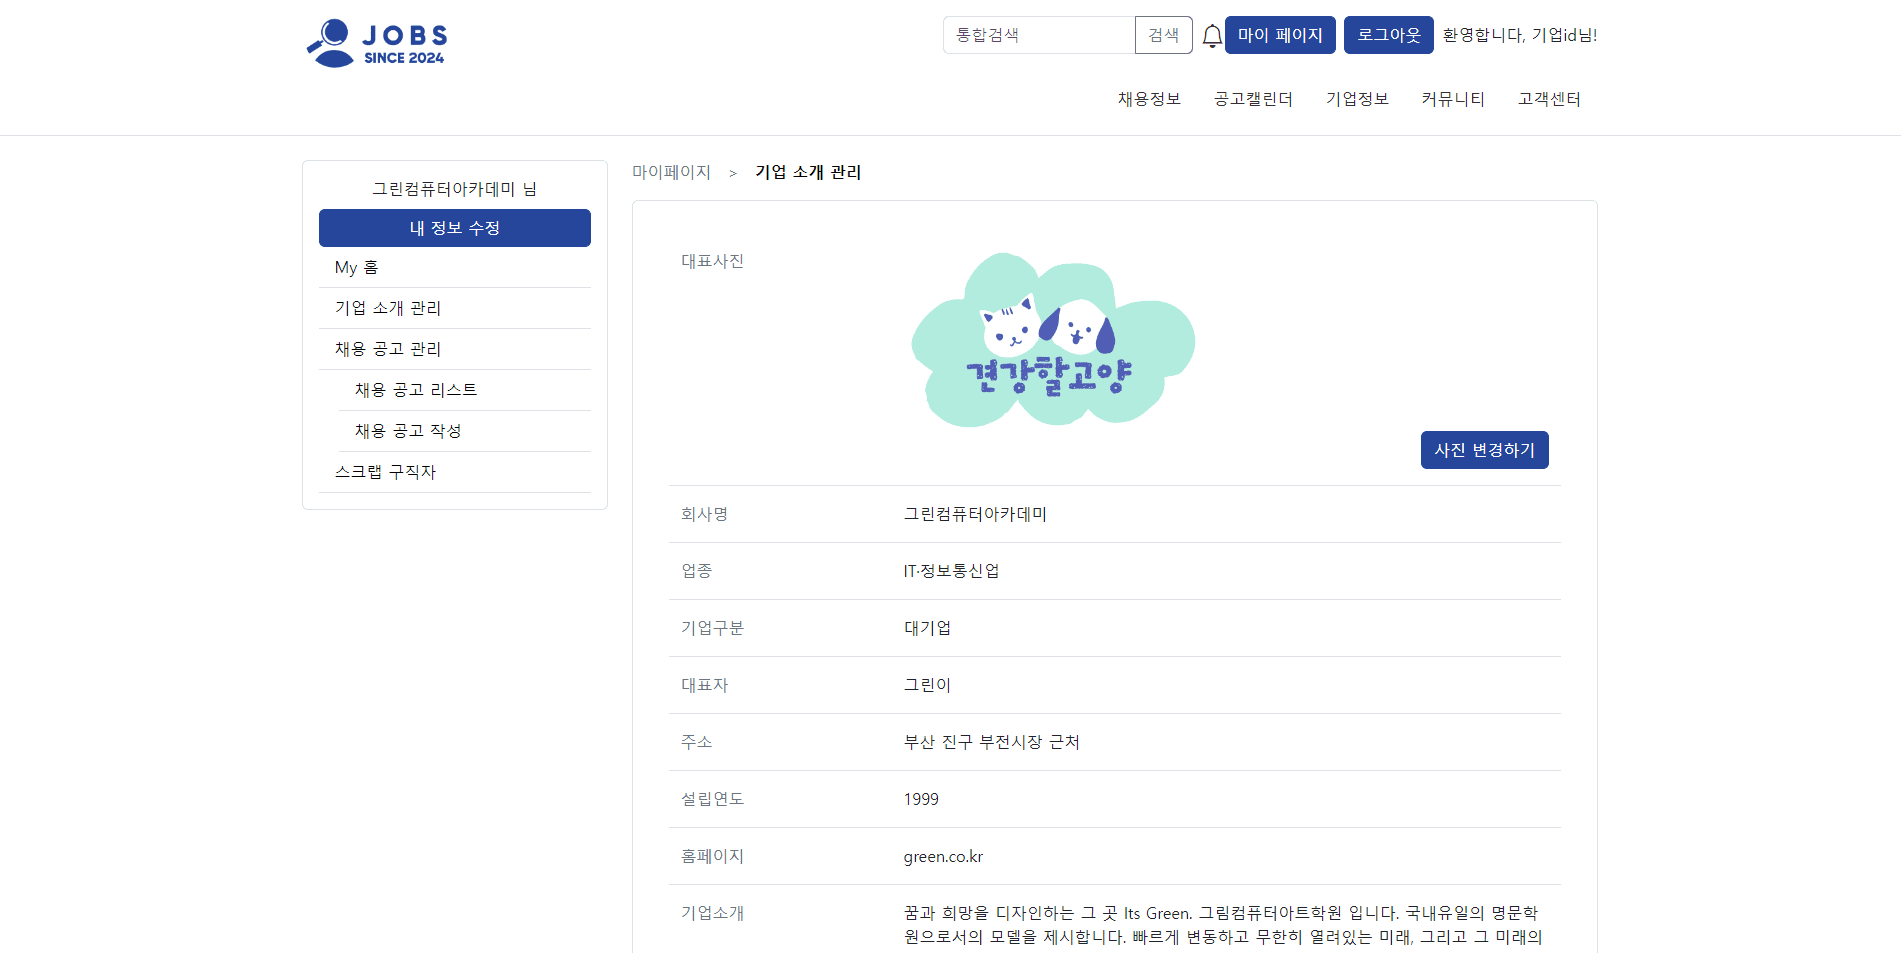 JOBS
SINCE 2024
통합검색
검색
마이 페이지
로그아웃
환영합니다, 기업id님!
채용정보
공고캘린더
기업정보
커뮤니티
고객센터
그린컴퓨터아카데미 님
내 정보 수정
My 홈
기업 소개 관리
채용 공고 관리
채용 공고 리스트
채용 공고 작성
스크랩 구직자
마이페이지 > 기업 소개 관리
대표사진
견강할고양
사진 변경하기
회사명 그린컴퓨터아카데미
업종 IT·정보통신업
기업구분 대기업
대표자 그린이
주소 부산 진구 부전시장 근처
설립연도 1999
홈페이지 green.co.kr
기업소개 꿈과 희망을 디자인하는 그 곳 Its Green. 그림컴퓨터아트학원 입니다. 국내유일의 명문학
원으로서의 모델을 제시합니다. 빠르게 변동하고 무한히 열려있는 미래, 그리고 그 미래의